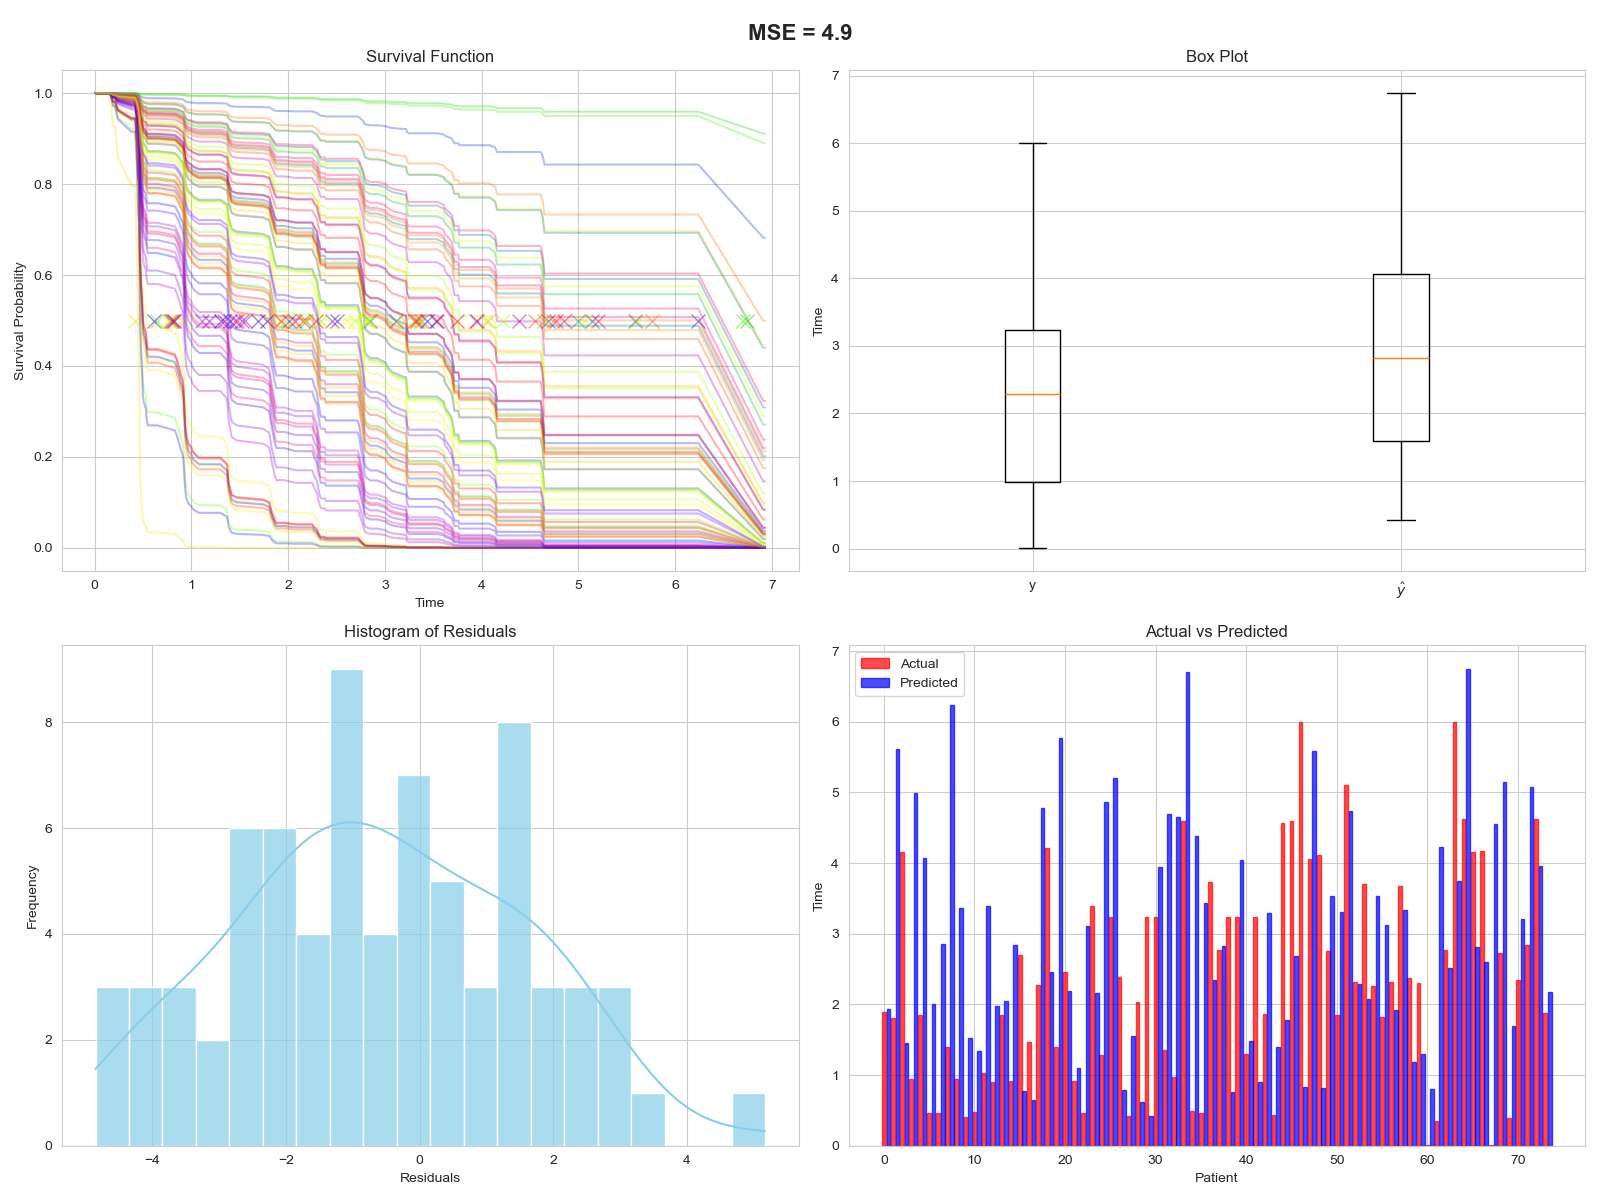 MSE = 4.9
Survival Function
Survival Probability
1.0
0.8
0.6
0.4
0.2
0.0
0 1 2 3 4 5 6 7
Time
Box Plot
Time
7
6
5
4
3
2
1
0
y ŷ
Histogram of Residuals
Frequency
8
6
4
2
0
−4 −2 0 2 4
Residuals
Actual vs Predicted
Actual
Predicted
Time
7
6
5
4
3
2
1
0
0 10 20 30 40 50 60 70
Patient